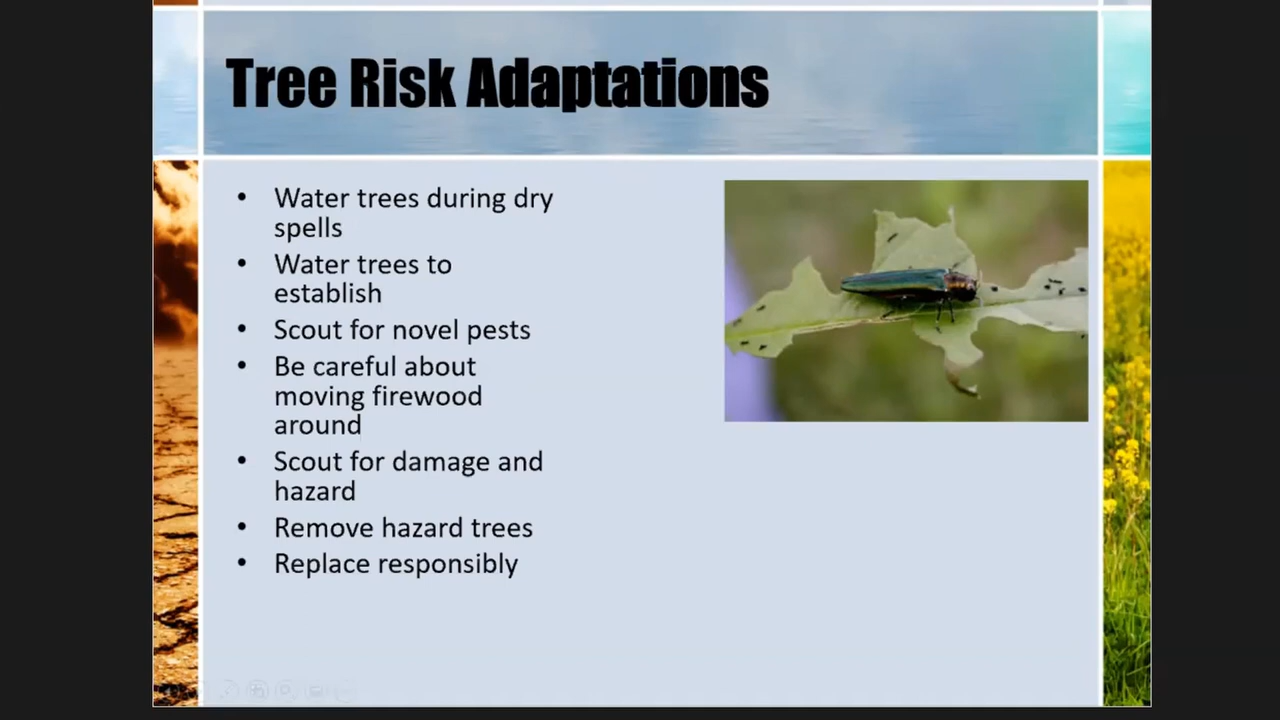 Tree Risk Adaptations
• Water trees during dry
spells
• Water trees to
establish
• Scout for novel pests
• Be careful about
moving firewood
around
• Scout for damage and
hazard
• Remove hazard trees
• Replace responsibly